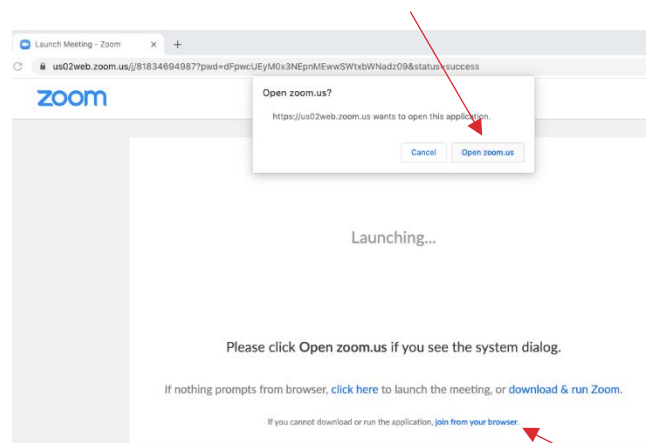 Launch Meeting - Zoom × +
us02web.zoom.us/j/81834694987?pwd=dFpwcUEyM0x3NEpnMEwwSWtxbWNadz09&status=success
zoom
Open zoom.us?
https://us02web.zoom.us wants to open this application.
Cancel Open zoom.us
Launching...
Please click Open zoom.us if you see the system dialog.
If nothing prompts from browser, click here to launch the meeting, or download & run Zoom.
If you cannot download or run the application, join from your browser.